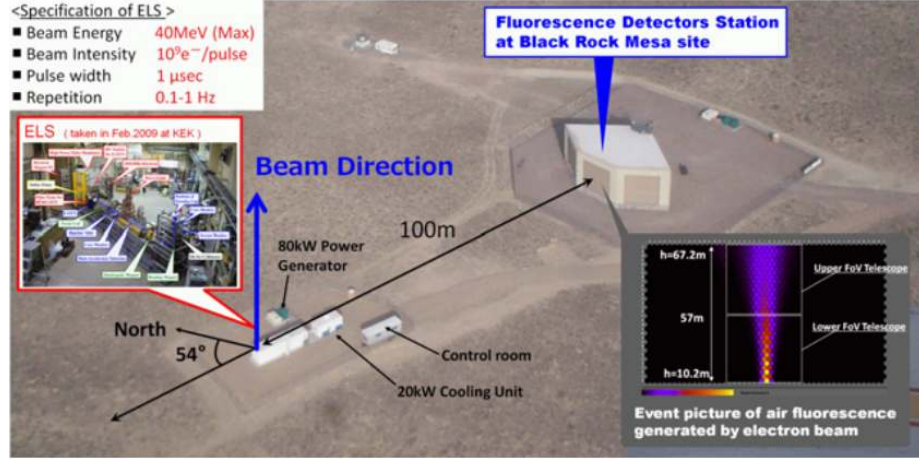 <Specification of ELS >
■ Beam Energy 40MeV (Max)
■ Beam Intensity 10⁹e⁻/pulse
■ Pulse width 1 μsec
■ Repetition 0.1-1 Hz
Fluorescence Detectors Station
at Black Rock Mesa site
ELS ( taken in Feb.2009 at KEK )
Beam Direction
100m
80kW Power
Generator
North
54°
Control room
20kW Cooling Unit
h=67.2m
Upper FoV Telescope
57m
Lower FoV Telescope
h=10.2m
Event picture of air fluorescence
generated by electron beam